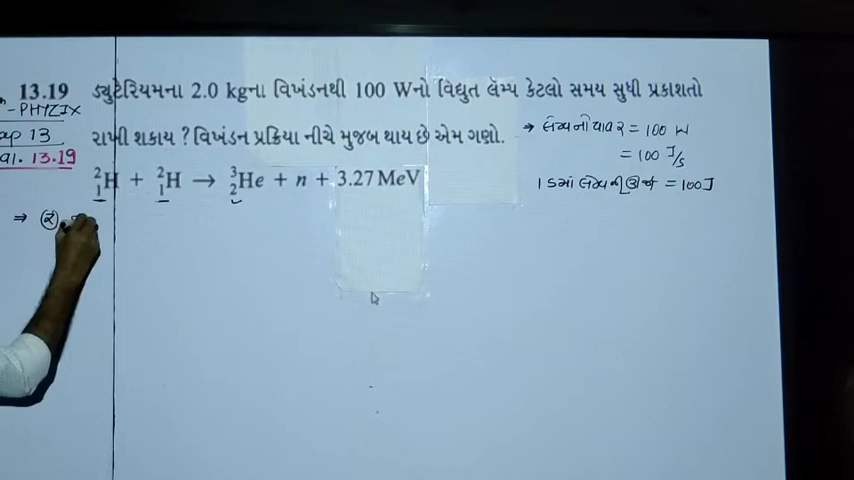 13.19 ડ્યુટેરિયમના 2.0 kgના વિખંડનથી 100 Wનો વિદ્યુત લૅમ્પ કેટલો સમય સુધી પ્રકાશતો
રાખી શકાય ? વિખંડન પ્રક્રિયા નીચે મુજબ થાય છે એમ ગણો.
²₁H + ²₁H → ³₂He + n + 3.27 MeV
- PHYZIX
13
13.19
→ લેમ્પનો પાવર = 100 W
= 100 J/s
1 S માં લેમ્પની ઊર્જા = 100 J
⇒ ②